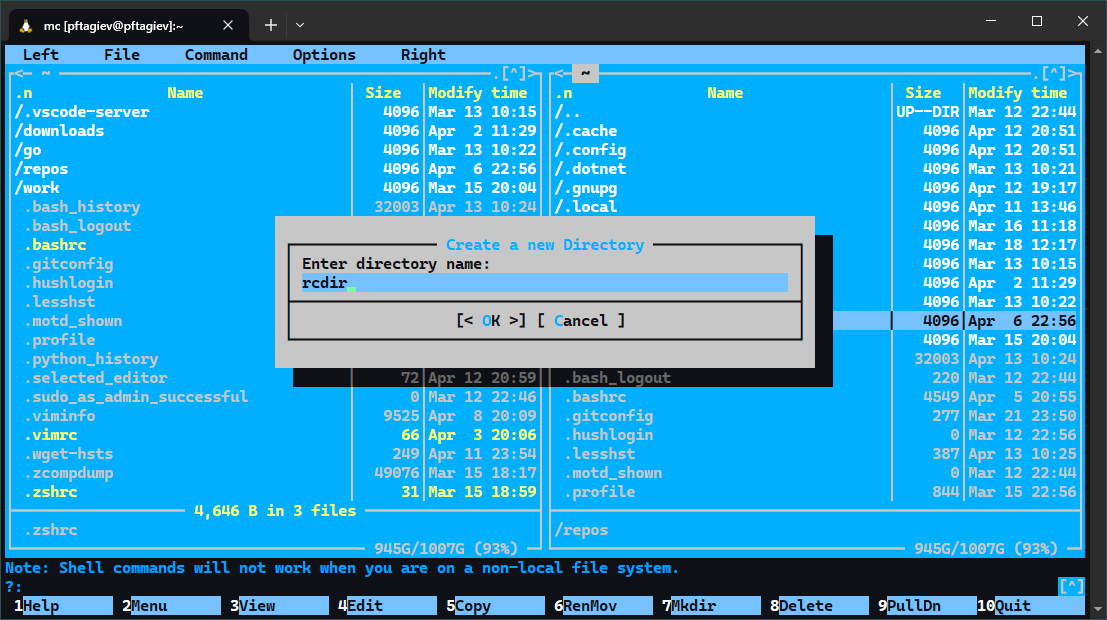 mc [pftagiev@pftagiev]:~
Left File Command Options Right
<─ ~ .[^]> <─ ~ .[^]>
.n Name Size Modify time .n Name Size Modify time
/.vscode-server 4096 Mar 13 10:15 /.. UP--DIR Mar 12 22:44
/downloads 4096 Apr 2 11:29 /.cache 4096 Apr 12 20:51
/go 4096 Mar 13 10:22 /.config 4096 Apr 12 20:51
/repos 4096 Apr 6 22:56 /.dotnet 4096 Mar 13 10:21
/work 4096 Mar 15 20:04 /.gnupg 4096 Apr 12 19:17
.bash_history 32003 Apr 13 10:24 /.local 4096 Apr 11 13:46
.bash_logout 4096 Mar 16 11:18
.bashrc 4096 Mar 18 12:17
.gitconfig 4096 Mar 13 10:15
.hushlogin 4096 Apr 2 11:29
.lesshst 4096 Mar 13 10:22
.motd_shown 4096 Apr 6 22:56
.profile 4096 Mar 15 20:04
.python_history 32003 Apr 13 10:24
Create a new Directory
Enter directory name:
rcdir
[< OK >] [ Cancel ]
.selected_editor 72 Apr 12 20:59 .bash_logout 220 Mar 12 22:44
.sudo_as_admin_successful 0 Mar 12 22:46 .bashrc 4549 Apr 5 20:55
.viminfo 9525 Apr 8 20:09 .gitconfig 277 Mar 21 23:50
.vimrc 66 Apr 3 20:06 .hushlogin 0 Mar 12 22:56
.wget-hsts 249 Apr 11 23:54 .lesshst 387 Apr 13 10:25
.zcompdump 49076 Mar 15 18:17 .motd_shown 0 Mar 12 22:44
.zshrc 31 Mar 15 18:59 .profile 844 Mar 15 22:56
4,646 B in 3 files
.zshrc /repos
945G/1007G (93%) 945G/1007G (93%)
Note: Shell commands will not work when you are on a non-local file system.
?: [^]
1Help 2Menu 3View 4Edit 5Copy 6RenMov 7Mkdir 8Delete 9PullDn 10Quit